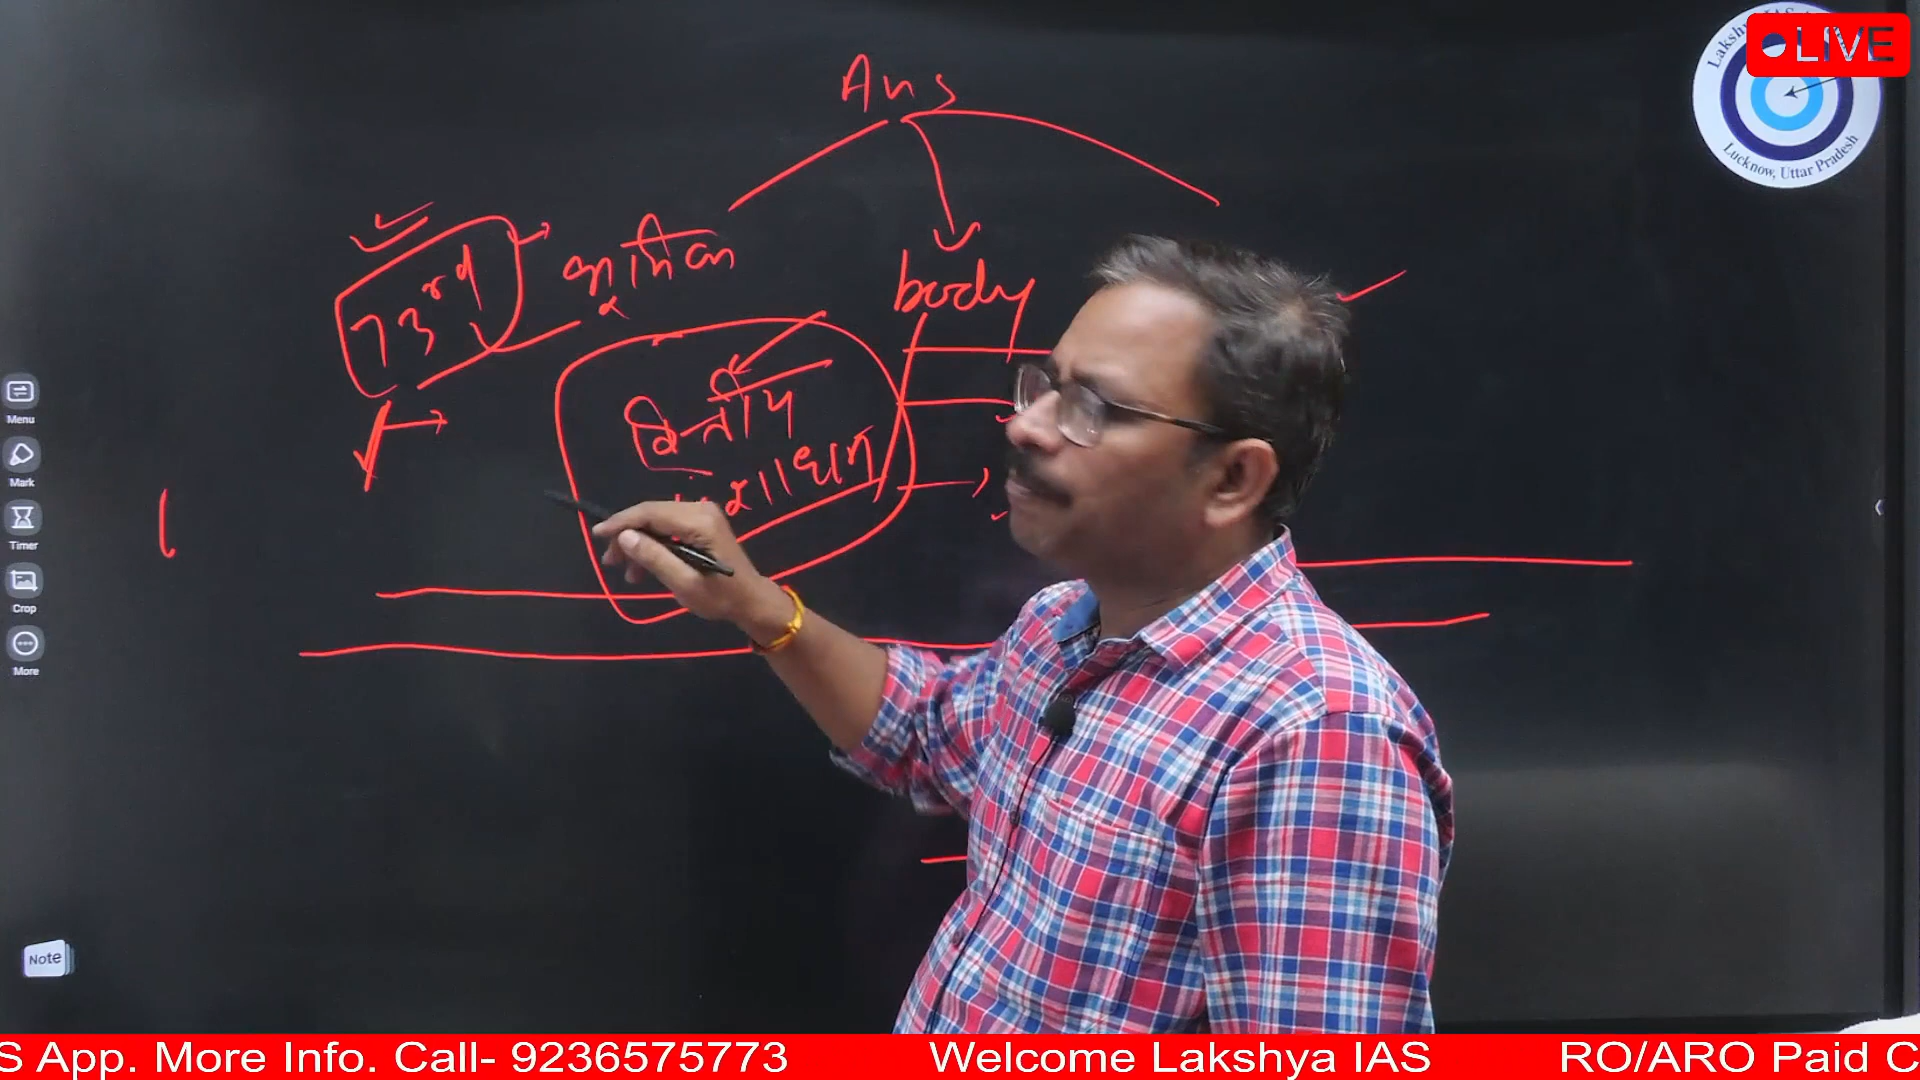 Ans
LIVE
Lucknow, Uttar Pradesh
भूमिका
73rd
body
वित्तीय
संसाधन
Menu
Mark
Timer
Crop
More
Note
S App. More Info. Call- 9236575773 Welcome Lakshya IAS RO/ARO Paid C